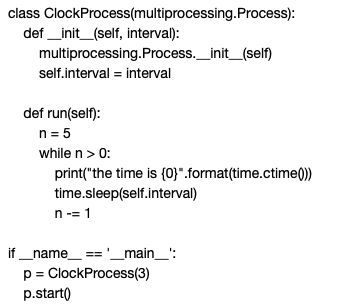 class ClockProcess(multiprocessing.Process):
    def __init__(self, interval):
        multiprocessing.Process.__init__(self)
        self.interval = interval

    def run(self):
        n = 5
        while n > 0:
            print("the time is {0}".format(time.ctime()))
            time.sleep(self.interval)
            n -= 1

if __name__ == '__main__':
    p = ClockProcess(3)
    p.start()